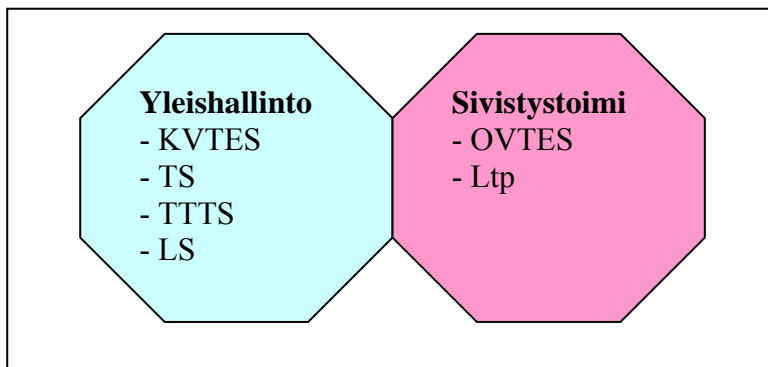 Yleishallinto
- KVTES
- TS
- TTTS
- LS
Sivistystoimi
- OVTES
- Ltp